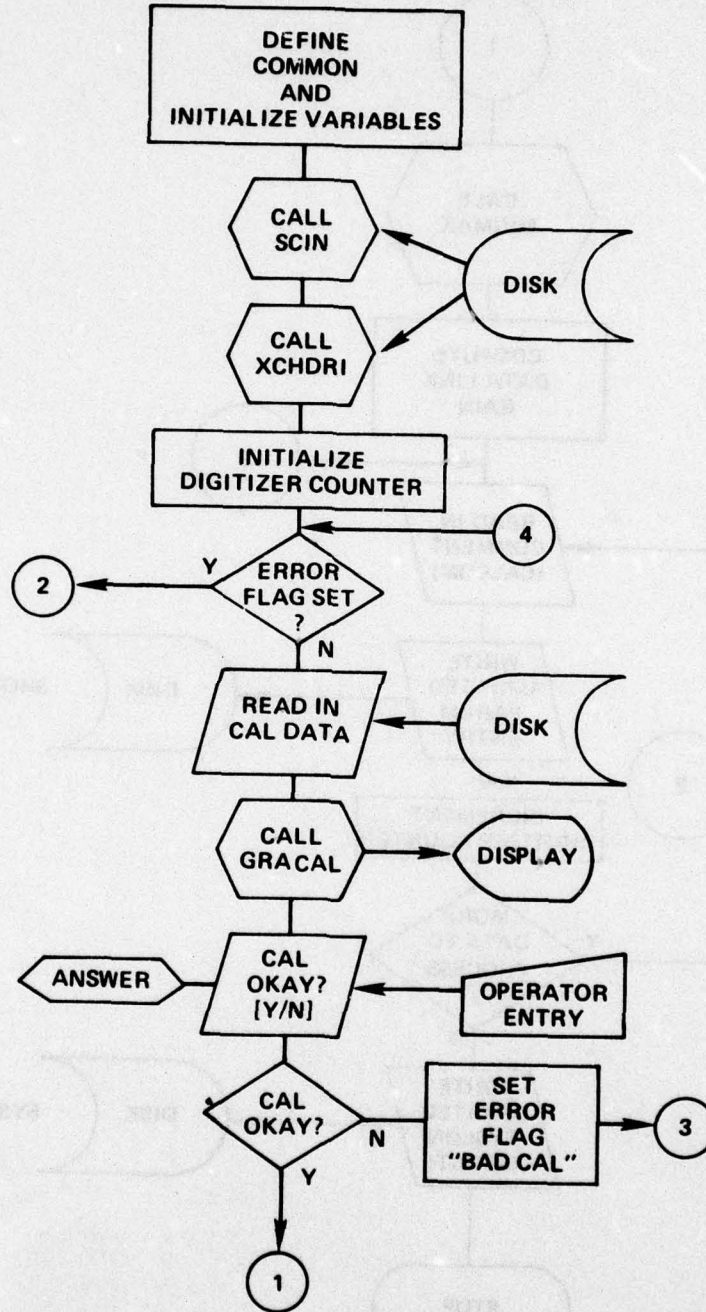 DEFINE
COMMON
AND
INITIALIZE VARIABLES
CALL
SCIN
DISK
CALL
XCHDRI
INITIALIZE
DIGITIZER COUNTER
4
2
Y
ERROR
FLAG SET
?
N
READ IN
CAL DATA
DISK
CALL
GRACAL
DISPLAY
ANSWER
CAL
OKAY?
[Y/N]
OPERATOR
ENTRY
CAL
OKAY?
N
SET
ERROR
FLAG
"BAD CAL"
3
Y
1